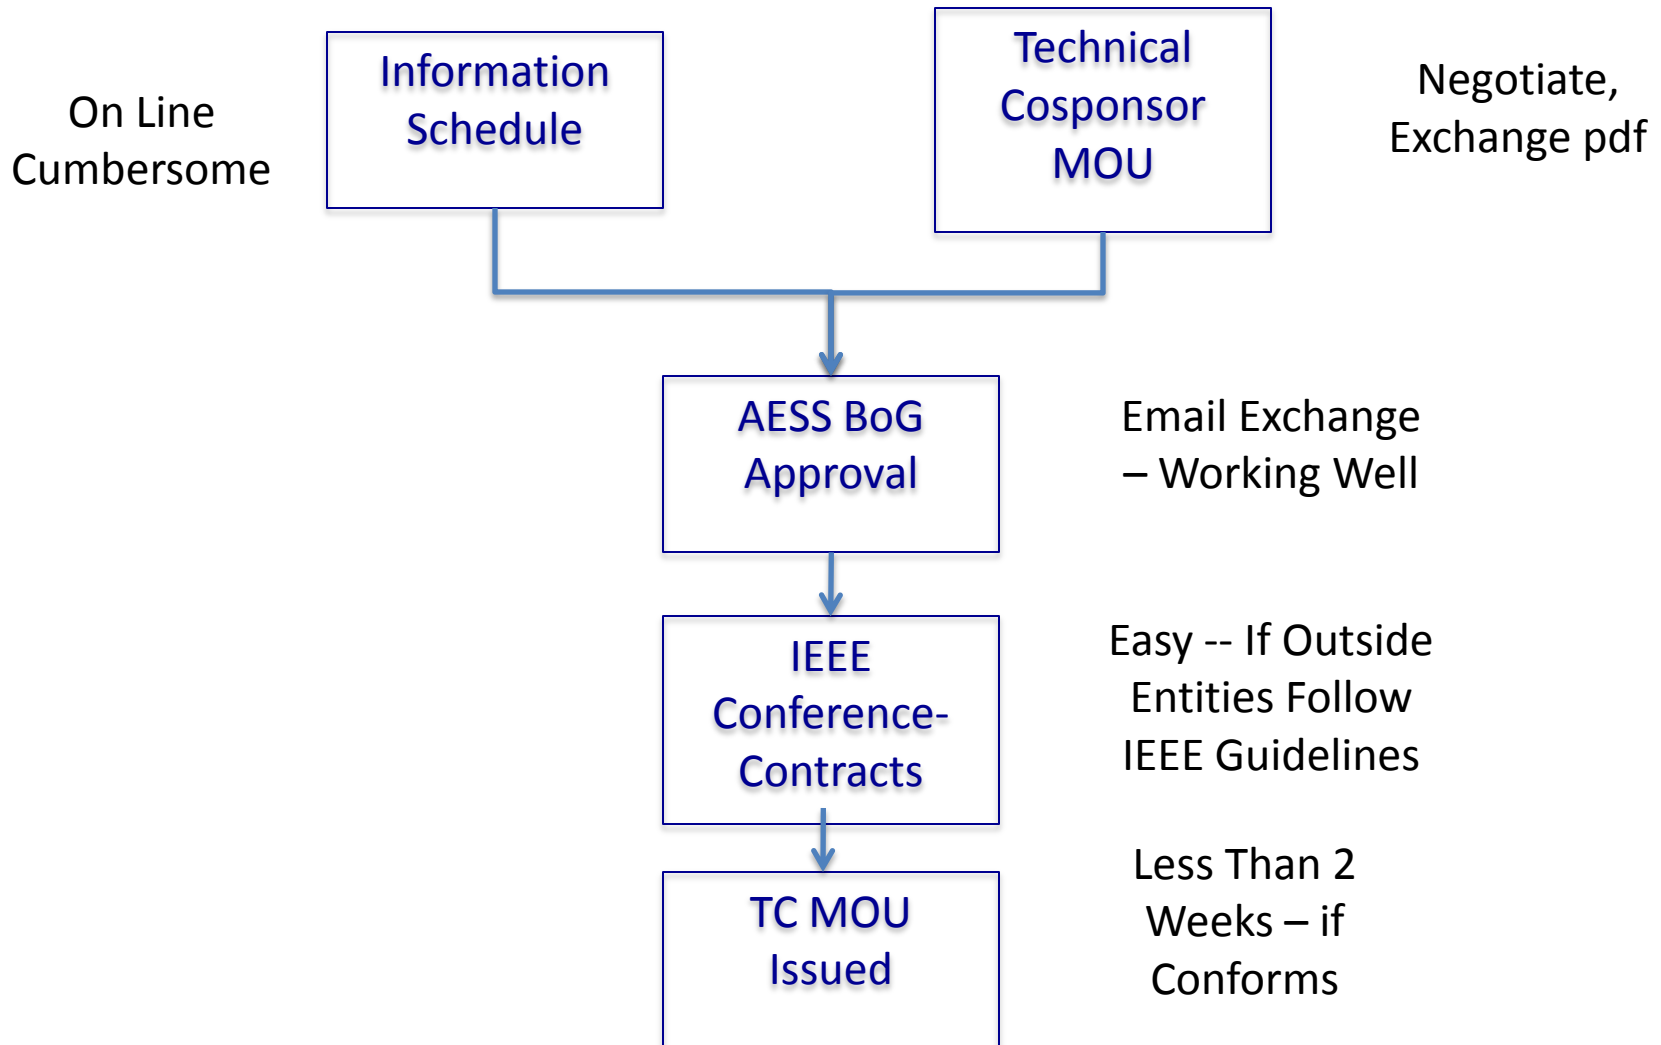 On Line
Cumbersome
Information
Schedule
Technical
Cosponsor
MOU
Negotiate,
Exchange pdf
AESS BoG
Approval
Email Exchange
– Working Well
IEEE
Conference-
Contracts
Easy -- If Outside
Entities Follow
IEEE Guidelines
TC MOU
Issued
Less Than 2
Weeks – if
Conforms